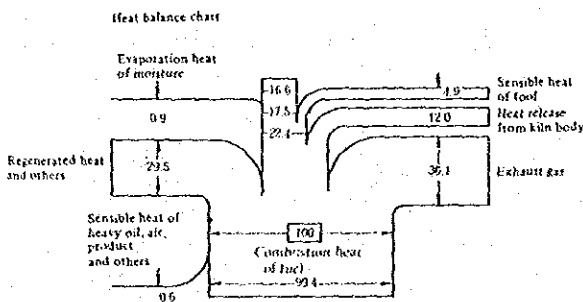 Heat balance chart
Evaporation heat
of moisture
16.6
17.5
22.4
4.9
Sensible heat
of foof
0.9
12.0
Heat release
from kiln body
Regenerated heat
and others
29.5
36.1
Exhaust gas
Sensible heat of
heavy oil, air,
product
and others
100
Combustion heat
of fuel
99.4
0.6